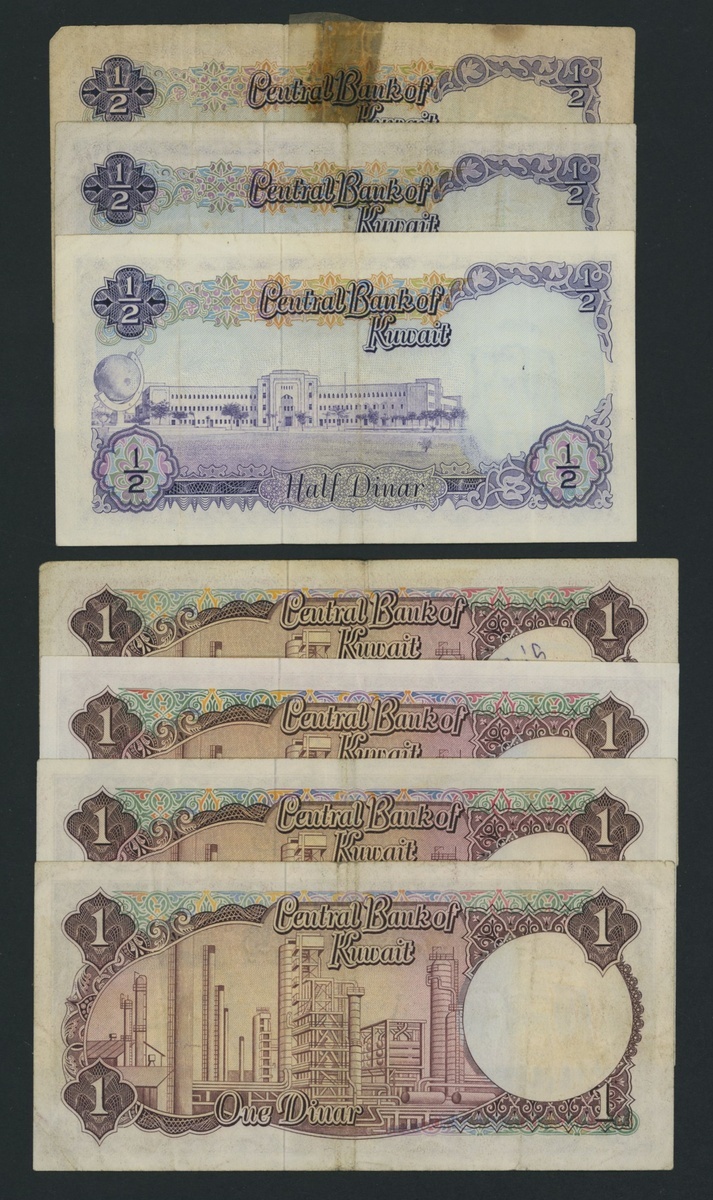 1/2 Central Bank of 1/2
Kuwait
1/2 Central Bank of 1/2
Kuwait
1/2 Central Bank of 1/2
Kuwait
1/2 Half Dinar 1/2
1 Central Bank of 1
Kuwait
1 Central Bank of 1
Kuwait
1 Central Bank of 1
Kuwait
1 Central Bank of 1
Kuwait
1 One Dinar 1